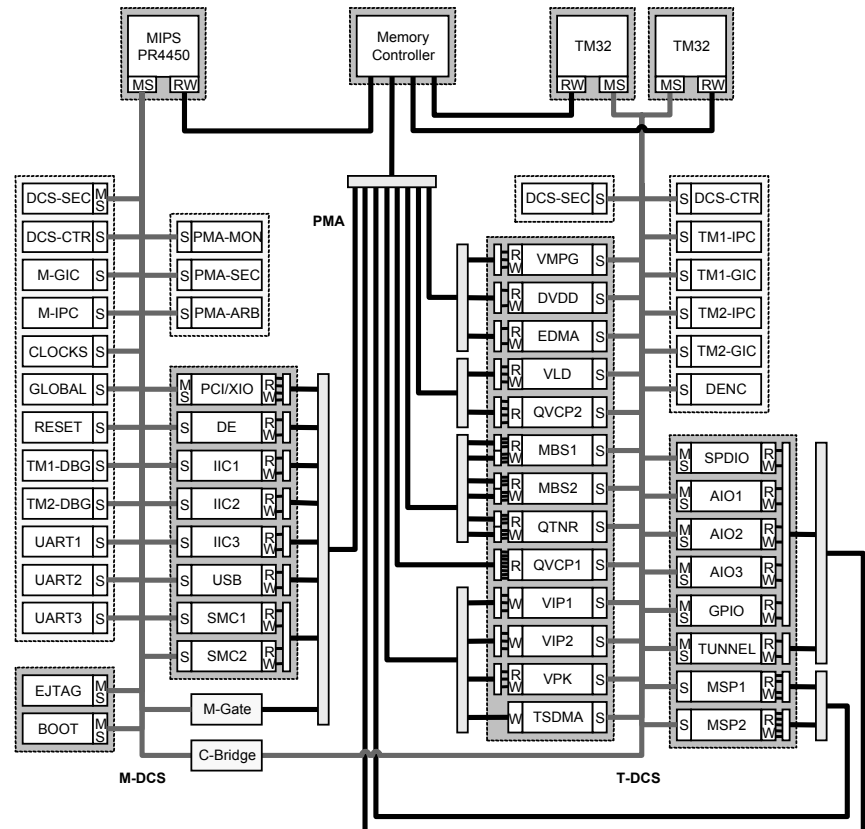 MIPS
PR4450
MS RW
Memory
Controller
TM32
RW MS
TM32
MS RW
PMA
DCS-SEC M S
DCS-CTR S
M-GIC S
M-IPC S
CLOCKS S
GLOBAL S
RESET S
TM1-DBG S
TM2-DBG S
UART1 S
UART2 S
UART3 S
EJTAG M S
BOOT M S
S PMA-MON
S PMA-SEC
S PMA-ARB
M S PCI/XIO R W
S DE R W
S IIC1 R W
S IIC2 R W
S IIC3 R W
S USB R W
S SMC1 R W
S SMC2 R W
M-Gate
C-Bridge
M-DCS
DCS-SEC S
R W VMPG S
R W DVDD S
R W EDMA S
R W VLD S
R QVCP2 S
R W MBS1 S
R W MBS2 S
R W QTNR S
R QVCP1 S
W VIP1 S
W VIP2 S
R W VPK S
W TSDMA S
T-DCS
S DCS-CTR
S TM1-IPC
S TM1-GIC
S TM2-IPC
S TM2-GIC
S DENC
M S SPDIO R W
S AIO1 R W
S AIO2 R W
S AIO3 R W
M S GPIO R W
M S TUNNEL R W
S MSP1 R W
S MSP2 R W